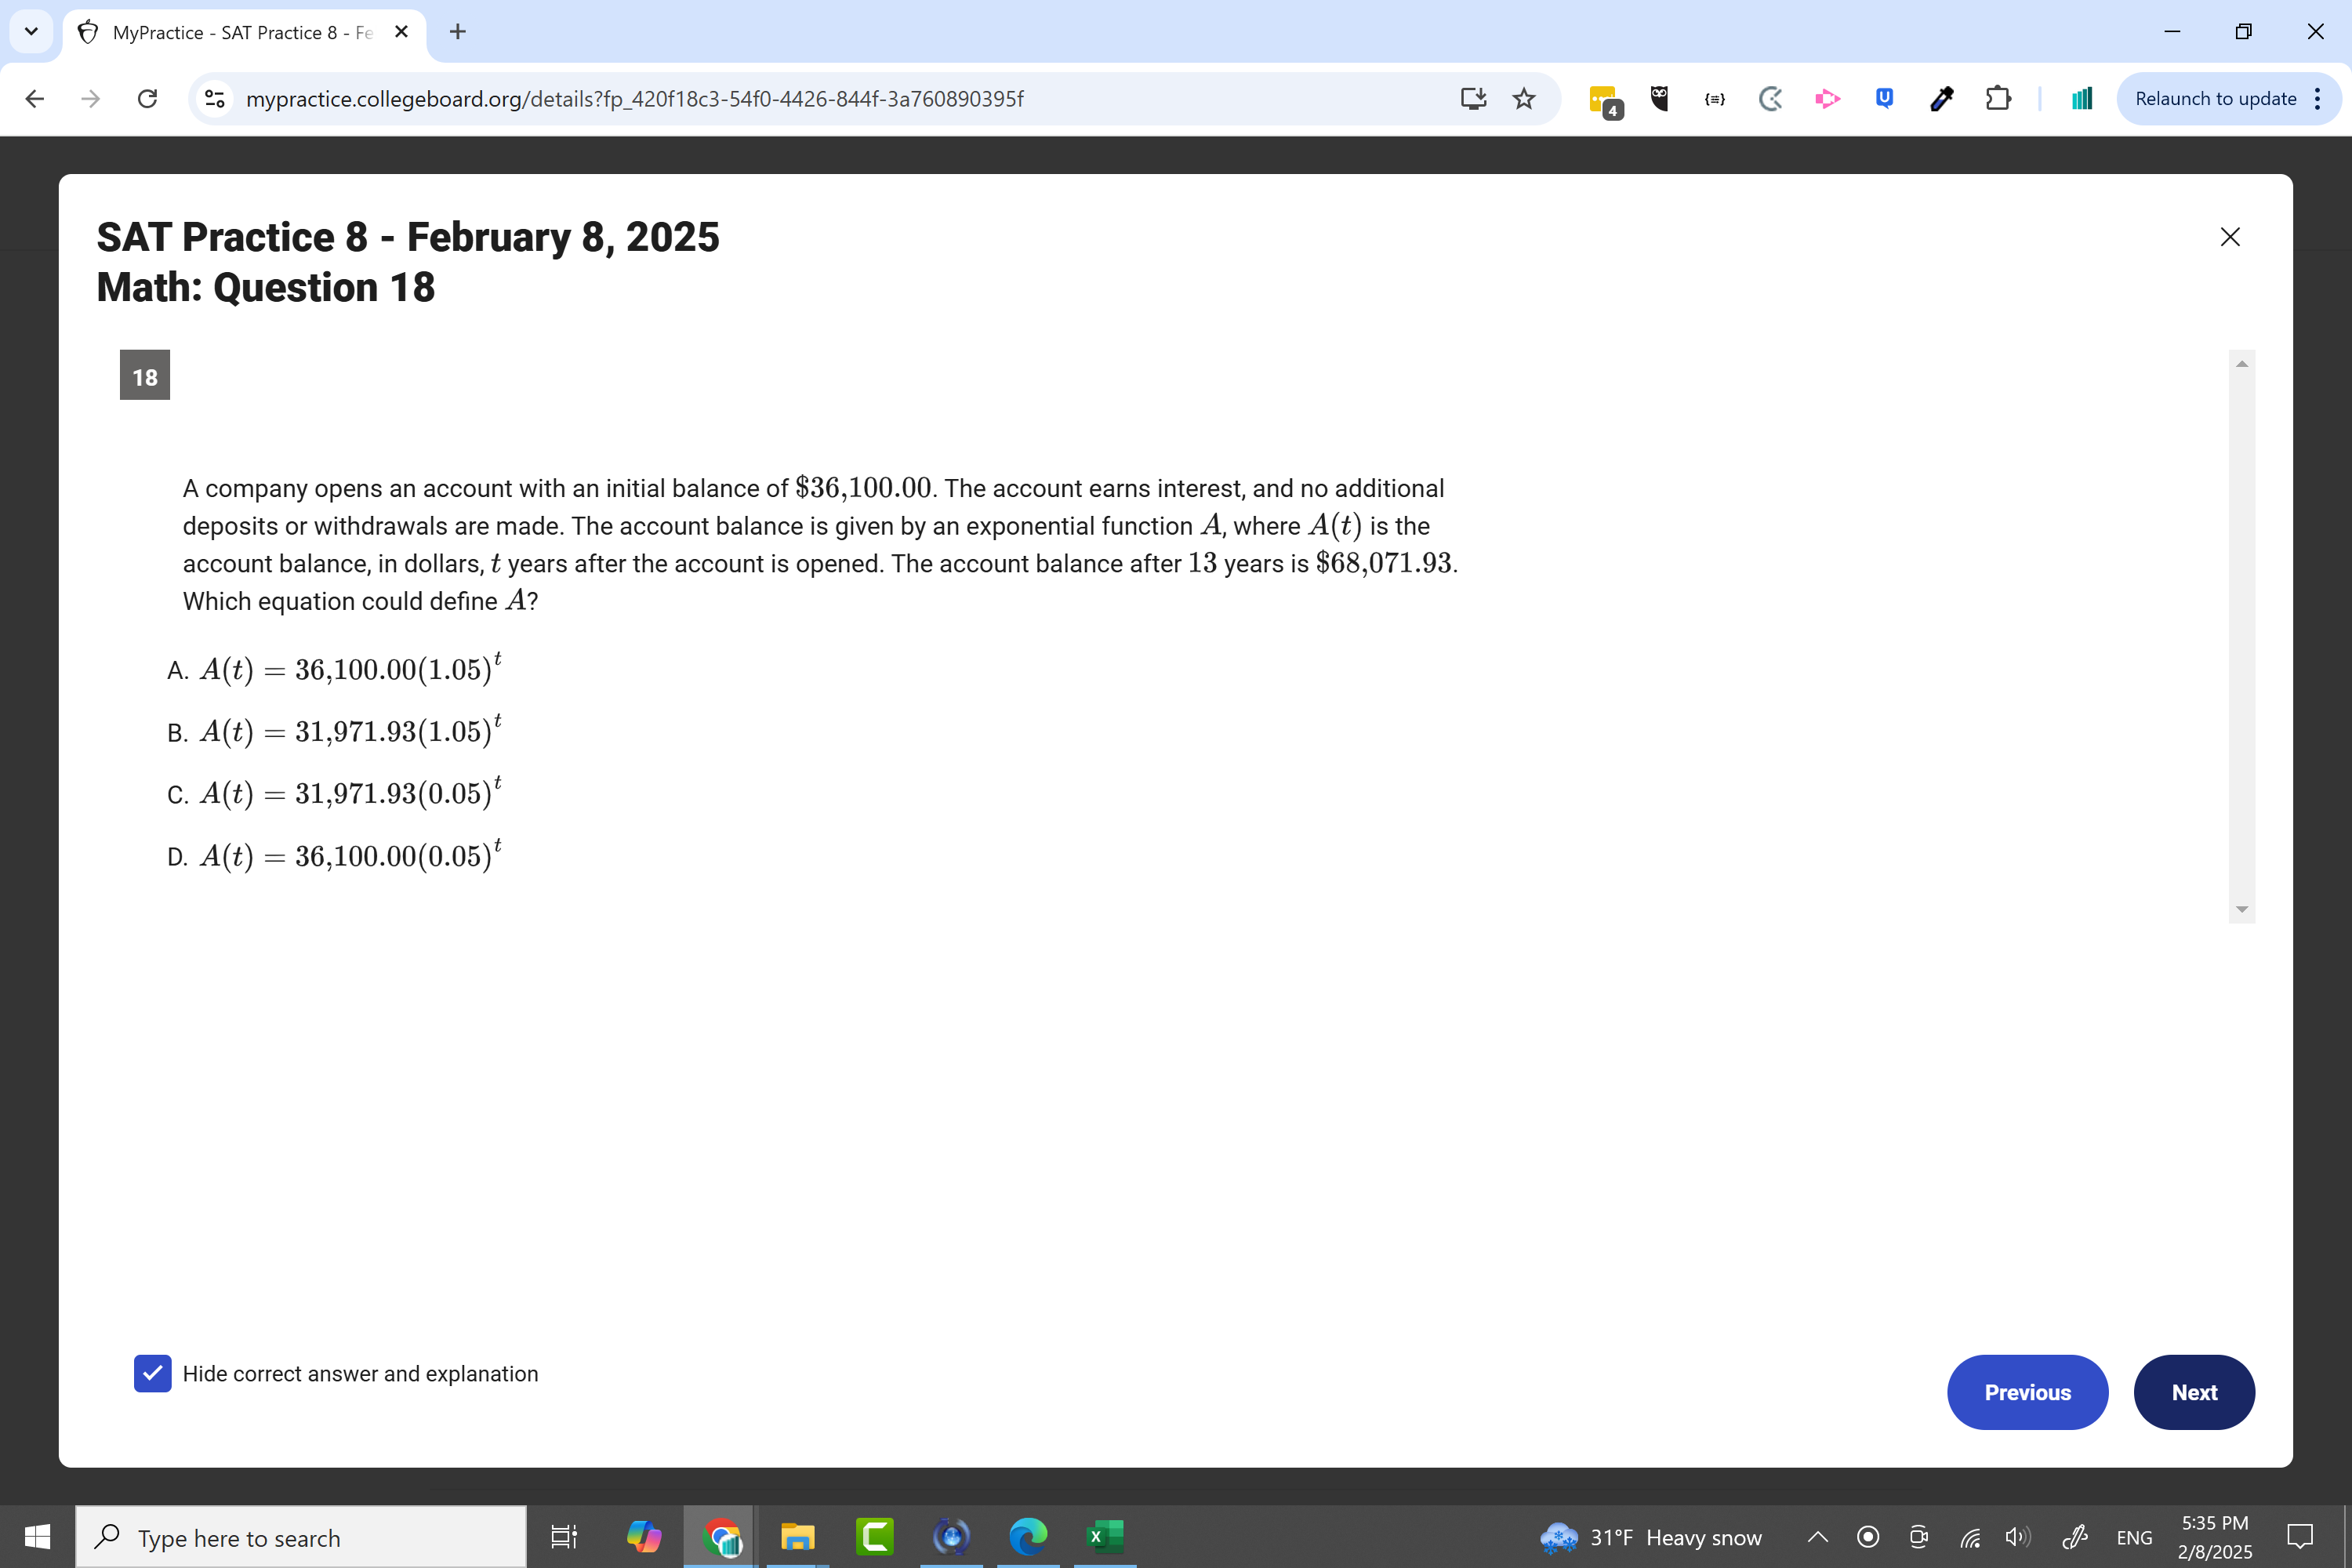 MyPractice - SAT Practice 8 - Fe
mypractice.collegeboard.org/details?fp_420f18c3-54f0-4426-844f-3a760890395f
4
{≡}
U
Relaunch to update
SAT Practice 8 - February 8, 2025
Math: Question 18
18
A company opens an account with an initial balance of $36,100.00. The account earns interest, and no additional
deposits or withdrawals are made. The account balance is given by an exponential function A, where A(t) is the
account balance, in dollars, t years after the account is opened. The account balance after 13 years is $68,071.93.
Which equation could define A?
A. A(t) = 36,100.00(1.05)^t
B. A(t) = 31,971.93(1.05)^t
C. A(t) = 31,971.93(0.05)^t
D. A(t) = 36,100.00(0.05)^t
Hide correct answer and explanation
Previous
Next
Type here to search
31°F Heavy snow
ENG
5:35 PM
2/8/2025